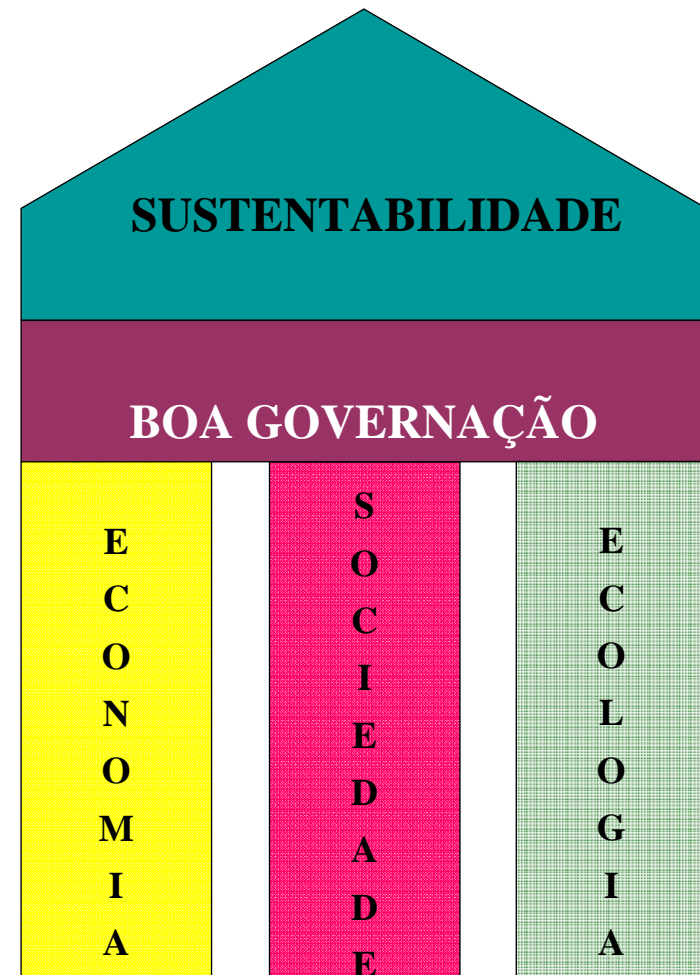 SUSTENTABILIDADE
BOA GOVERNAÇÃO
ECONOMIA
SOCIEDADE
ECOLOGIA